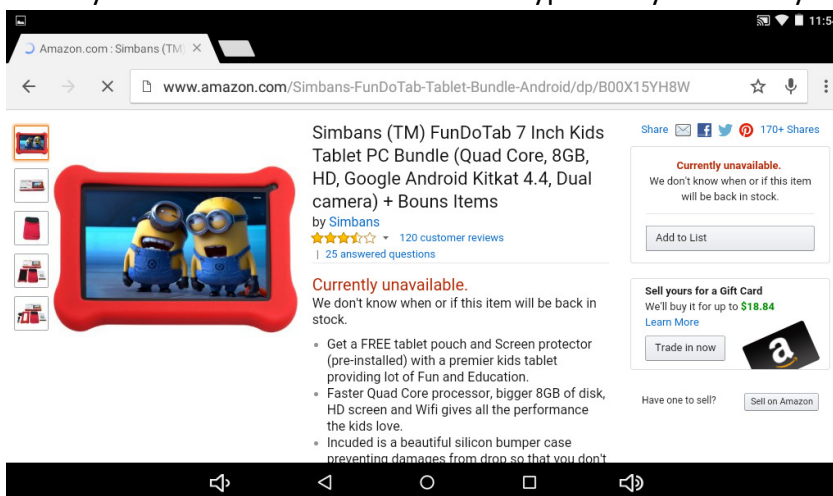 11:5
Amazon.com : Simbans (TM)
www.amazon.com/Simbans-FunDoTab-Tablet-Bundle-Android/dp/B00X15YH8W
Simbans (TM) FunDoTab 7 Inch Kids
Tablet PC Bundle (Quad Core, 8GB,
HD, Google Android Kitkat 4.4, Dual
camera) + Bouns Items
by Simbans
120 customer reviews
| 25 answered questions
Currently unavailable.
We don't know when or if this item will be back in
stock.
• Get a FREE tablet pouch and Screen protector
(pre-installed) with a premier kids tablet
providing lot of Fun and Education.
• Faster Quad Core processor, bigger 8GB of disk,
HD screen and Wifi gives all the performance
the kids love.
• Incuded is a beautiful silicon bumper case
preventing damages from drop so that you don't
Share 170+ Shares
Currently unavailable.
We don't know when or if this item
will be back in stock.
Add to List
Sell yours for a Gift Card
We'll buy it for up to $18.84
Learn More
Trade in now
a
Have one to sell? Sell on Amazon